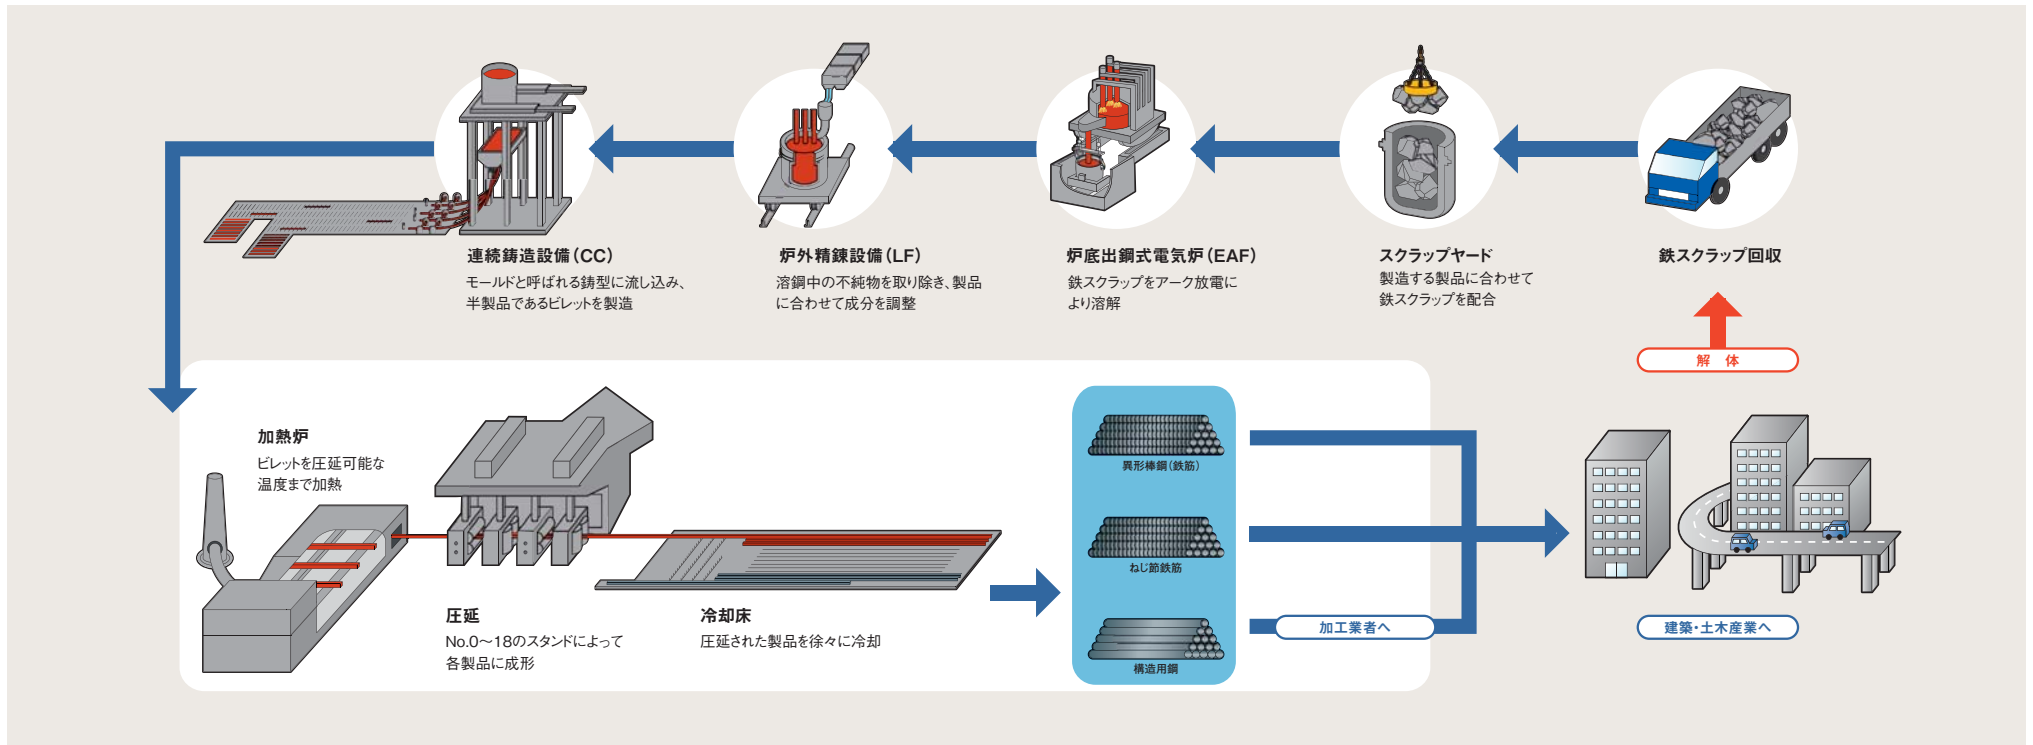 連続鋳造設備（CC）
モールドと呼ばれる鋳型に流し込み、
半製品であるビレットを製造
炉外精錬設備（LF）
溶鋼中の不純物を取り除き、製品
に合わせて成分を調整
炉底出鋼式電気炉（EAF）
鉄スクラップをアーク放電に
より溶解
スクラップヤード
製造する製品に合わせて
鉄スクラップを配合
鉄スクラップ回収
解 体
加熱炉
ビレットを圧延可能な
温度まで加熱
圧延
No.0〜18のスタンドによって
各製品に成形
冷却床
圧延された製品を徐々に冷却
異形棒鋼（鉄筋）
ねじ節鉄筋
構造用鋼
加工業者へ
建築・土木産業へ